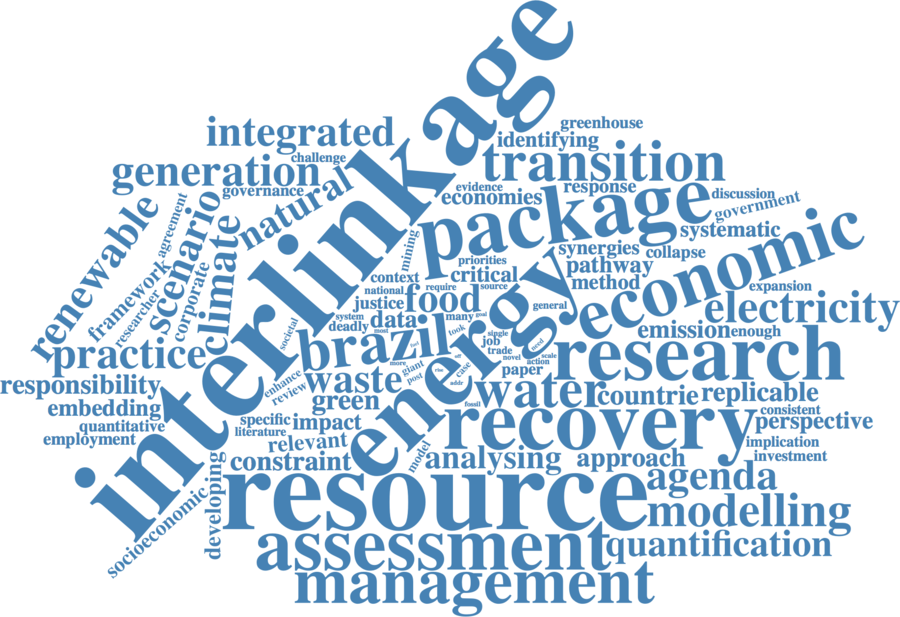 interlinkage
greenhouse
integrated
identifying
challenge
transition
generation
governance
natural
evidence
response
economies
discussion
government
renewable
agreement
scenario
package
systematic
economic
climate
mining
synergies
collapse
priorities
framework
researcher
corporate
critical
pathway
context
method
require
source
expansion
national
justice
food
energy
general
electricity
system
deadly
data
many
goal
emission
enough
societal
most
took
single
job
need
practice
brazil
fuel
trade
novel
scale
research
more
off
action
giant
rise
case
paper
responsibility
enhance
review
waste
post
addr
water
countrie
replicable
green
embedding
fossil
consistent
quantitative
specific
impact
recovery
perspective
employment
literature
relevant
model
implication
constraint
analysing
approach
investment
developing
resource
agenda
socioeconomic
modelling
assessment
quantification
management